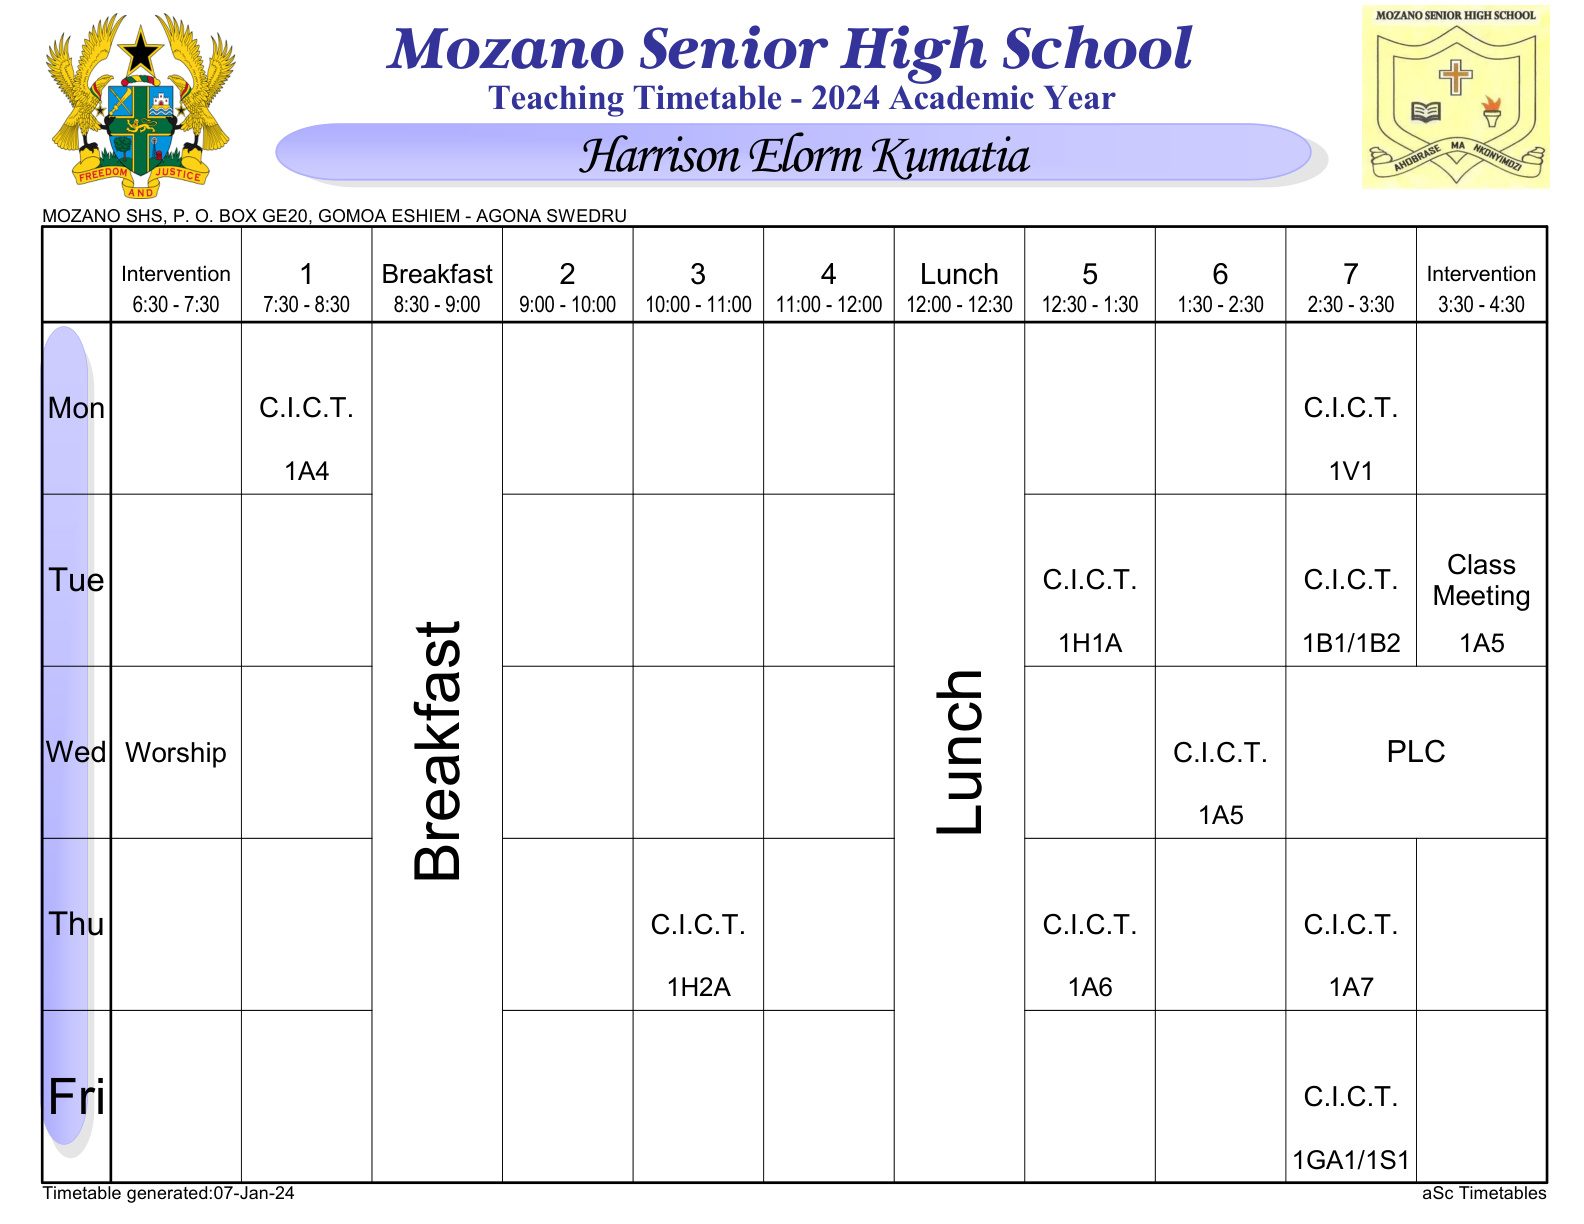 Mozano Senior High School
Teaching Timetable - 2024 Academic Year
Harrison Elorm Kumatia
FREEDOM AND JUSTICE
MOZANO SENIOR HIGH SCHOOL
AHOBRASE MA NKONYIMDZI
MOZANO SHS, P. O. BOX GE20, GOMOA ESHIEM - AGONA SWEDRU
Intervention 1 Breakfast 2 3 4 Lunch 5 6 7 Intervention
6:30 - 7:30 7:30 - 8:30 8:30 - 9:00 9:00 - 10:00 10:00 - 11:00 11:00 - 12:00 12:00 - 12:30 12:30 - 1:30 1:30 - 2:30 2:30 - 3:30 3:30 - 4:30
Mon C.I.C.T. C.I.C.T.
1A4 1V1
Tue C.I.C.T. C.I.C.T. Class Meeting
1H1A 1B1/1B2 1A5
Breakfast
Lunch
Wed Worship C.I.C.T. PLC
1A5
Thu C.I.C.T. C.I.C.T. C.I.C.T.
1H2A 1A6 1A7
Fri C.I.C.T.
1GA1/1S1
Timetable generated:07-Jan-24
aSc Timetables